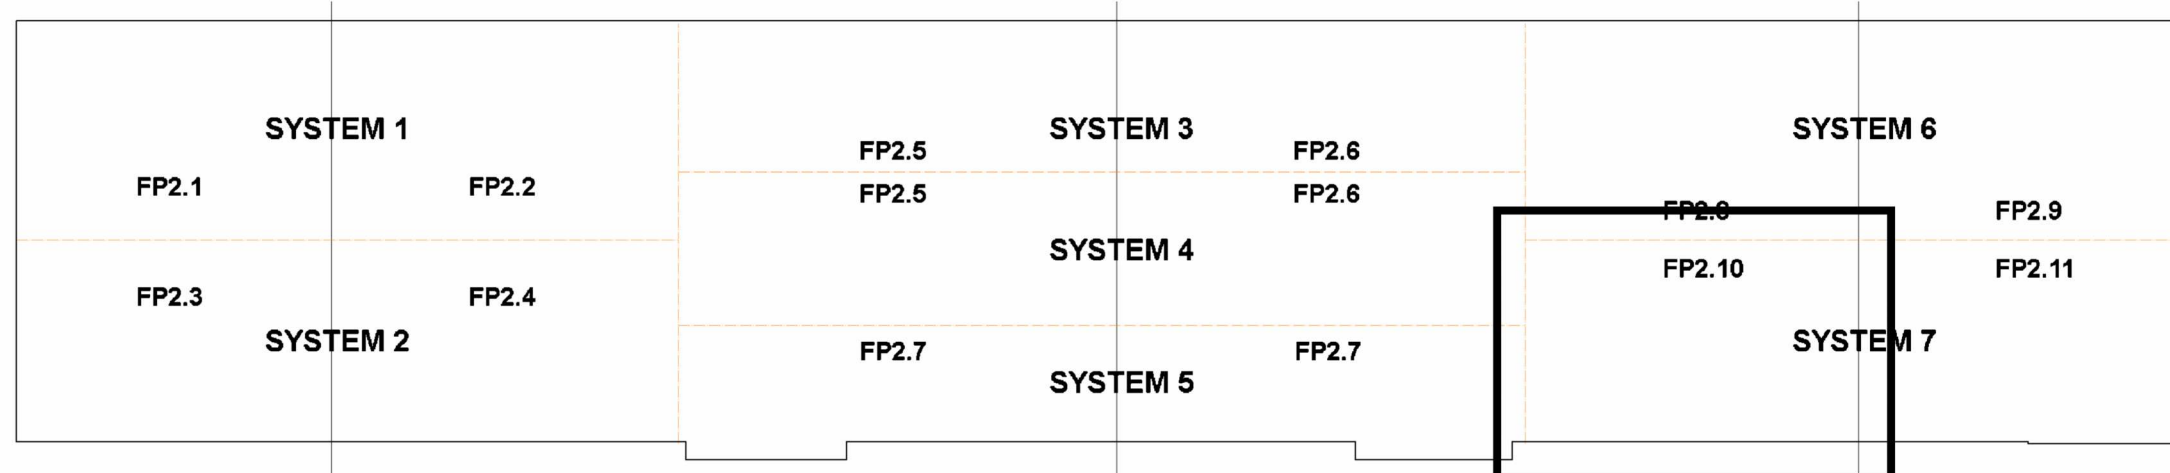 SYSTEM 1
SYSTEM 3
SYSTEM 6
FP2.5
FP2.6
FP2.1
FP2.2
FP2.5
FP2.6
FP2.8
FP2.9
SYSTEM 4
FP2.10
FP2.11
FP2.3
FP2.4
SYSTEM 2
FP2.7
FP2.7
SYSTEM 7
SYSTEM 5